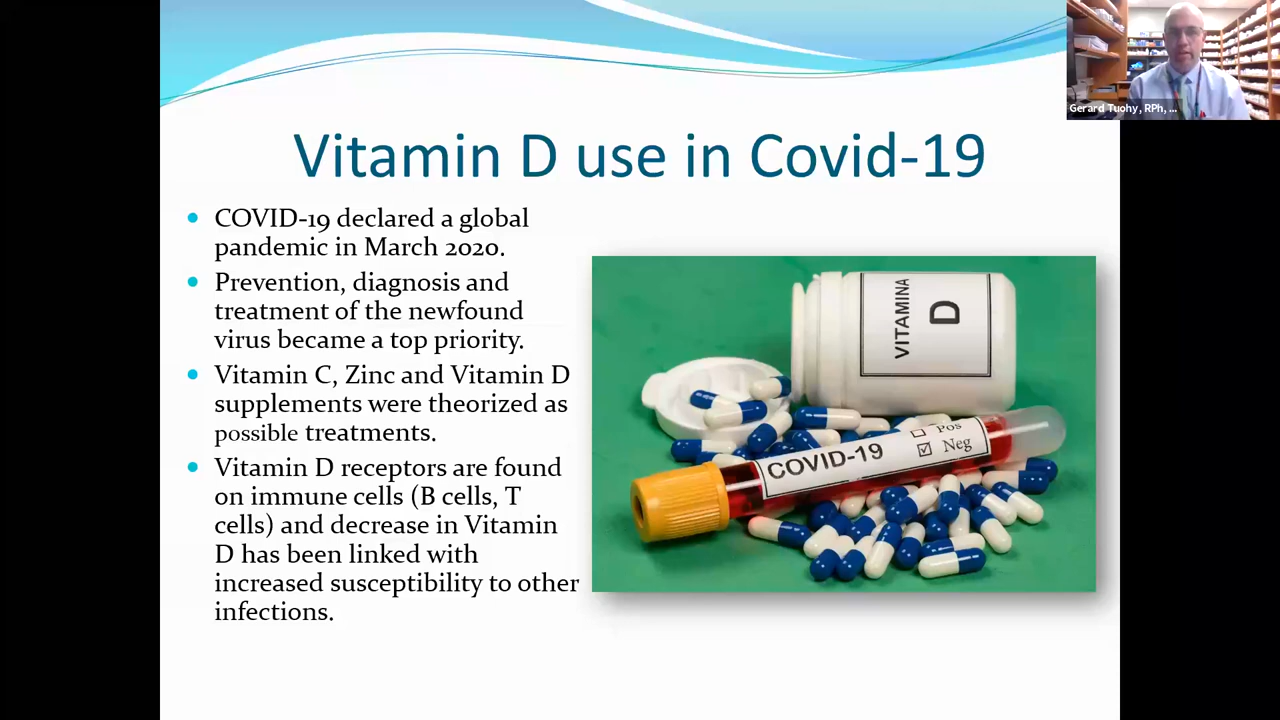 Gerard Tuohy, RPh, ...
Vitamin D use in Covid-19
COVID-19 declared a global
pandemic in March 2020.
Prevention, diagnosis and
treatment of the newfound
virus became a top priority.
Vitamin C, Zinc and Vitamin D
supplements were theorized as
possible treatments.
Vitamin D receptors are found
on immune cells (B cells, T
cells) and decrease in Vitamin
D has been linked with
increased susceptibility to other
infections.
VITAMINA
D
COVID-19
Pos
Neg